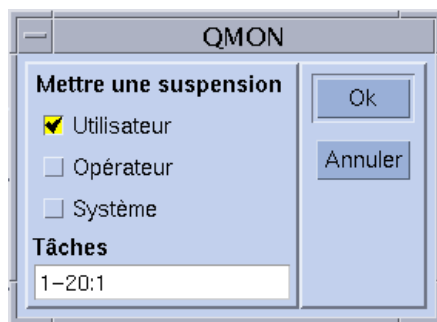 QMON
Mettre une suspension
Utilisateur
Opérateur
Système
Tâches
1-20:1
Ok
Annuler